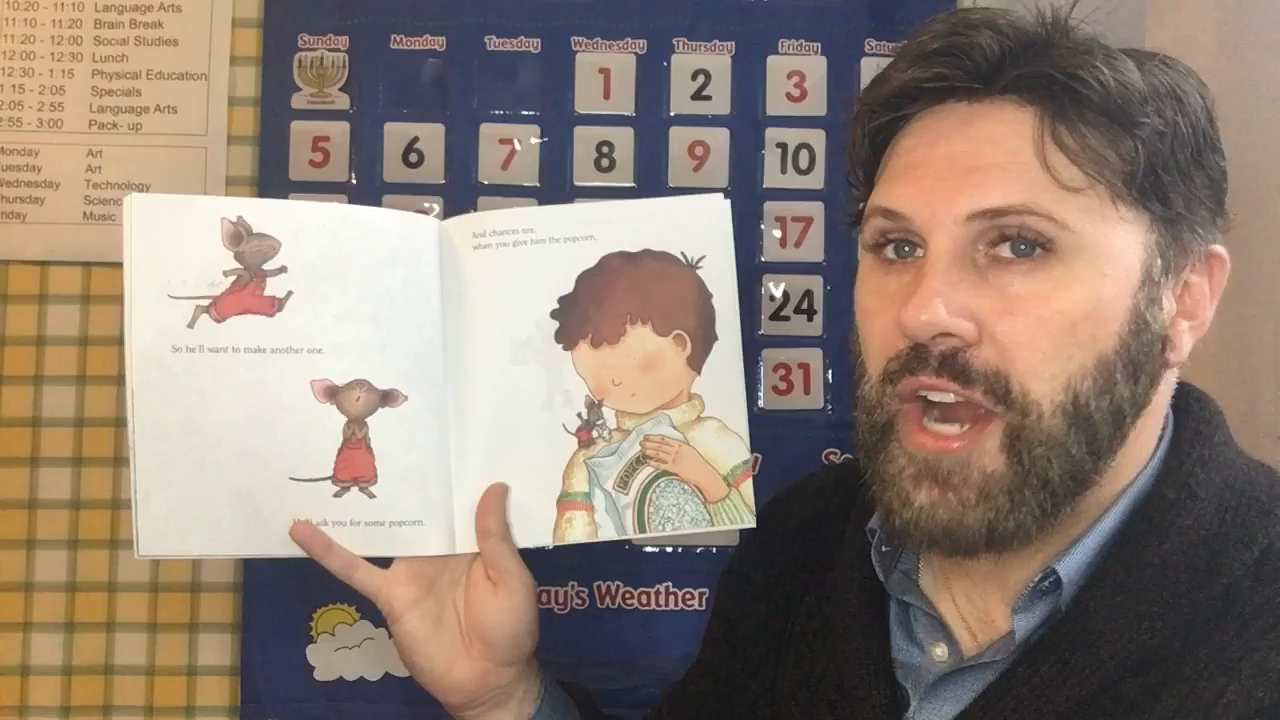 10:20 - 11:10 Language Arts
11:10 - 11:20 Brain Break
11:20 - 12:00 Social Studies
12:00 - 12:30 Lunch
12:30 - 1:15 Physical Education
1:15 - 2:05 Specials
2:05 - 2:55 Language Arts
2:55 - 3:00 Pack- up
Monday Art
Tuesday Art
Wednesday Technology
Thursday
Friday Music
Sunday Monday Tuesday Wednesday Thursday Friday
1 2 3
5 6 7 8 9 10
17
24
31
So he'll want to make another one.
ask you for some popcorn.
And chances are,
when you give him the popcorn,
Weather